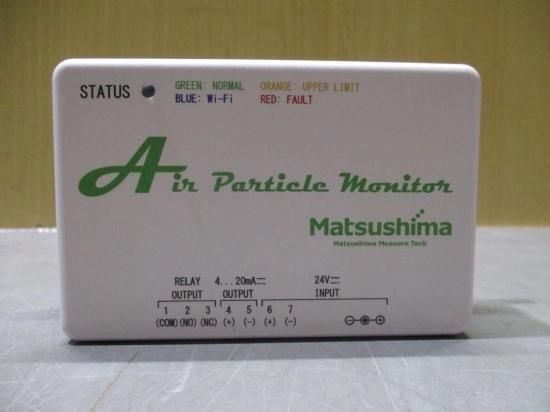 STATUS
GREEN: NORMAL ORANGE: UPPER LIMIT
BLUE: Wi-Fi RED: FAULT
Air Particle Monitor
Matsushima
Matsushima Measure Tech
RELAY 4...20mA⎓ 24V⎓
OUTPUT OUTPUT INPUT
1 2 3 4 5 6 7
(COM) (NO) (NC) (+) (-) (+) (-)